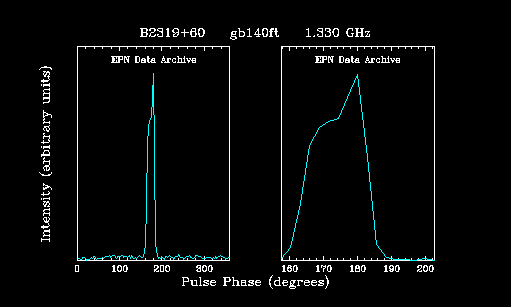 B2319+60 gb140ft 1.330 GHz
EPN Data Archive EPN Data Archive
Intensity (arbitrary units)
0 100 200 300 160 170 180 190 200
Pulse Phase (degrees)